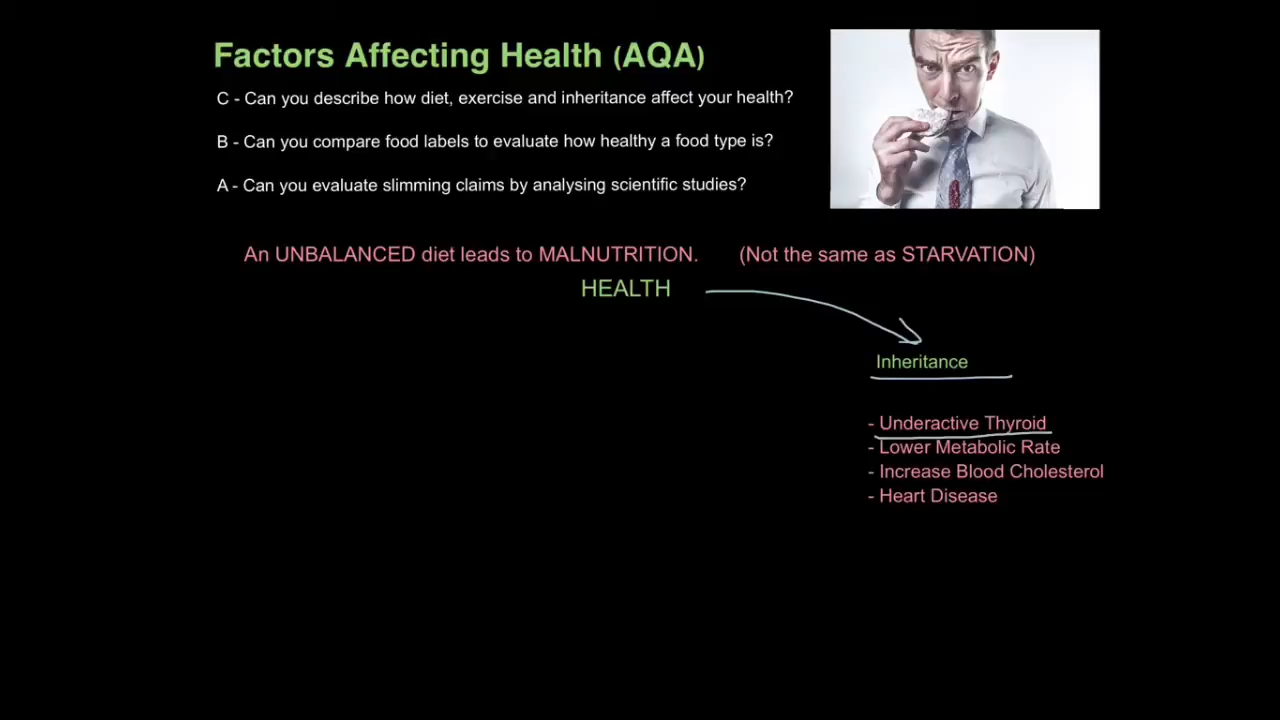 Factors Affecting Health (AQA)
C - Can you describe how diet, exercise and inheritance affect your health?
B - Can you compare food labels to evaluate how healthy a food type is?
A - Can you evaluate slimming claims by analysing scientific studies?
An UNBALANCED diet leads to MALNUTRITION. (Not the same as STARVATION)
HEALTH
Inheritance
- Underactive Thyroid
- Lower Metabolic Rate
- Increase Blood Cholesterol
- Heart Disease